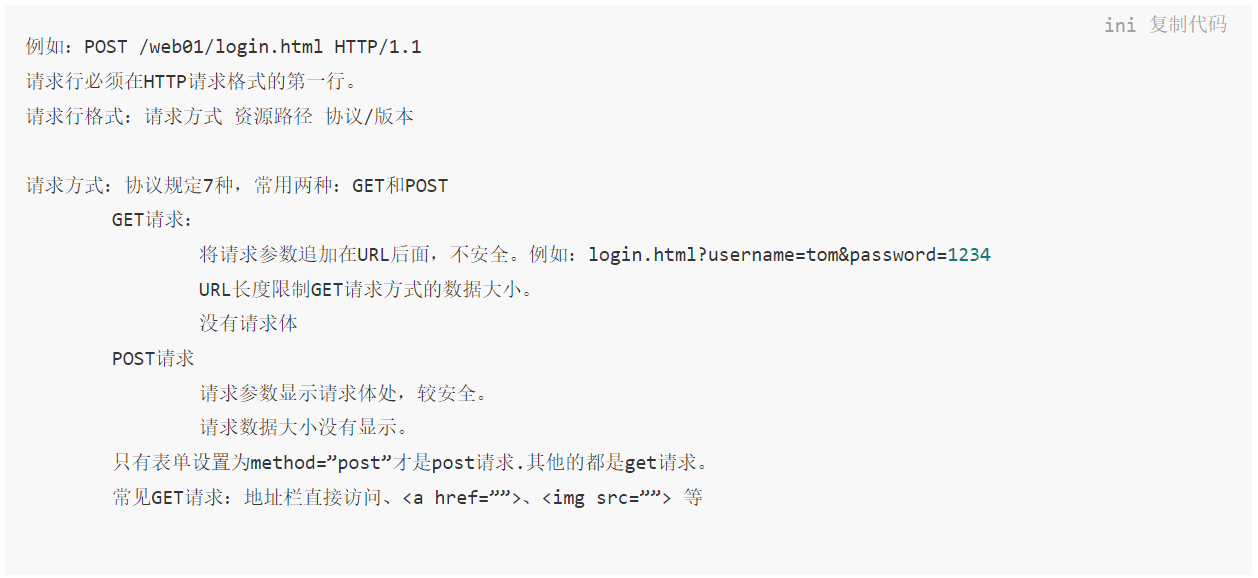 ini 复制代码
例如：POST /web01/login.html HTTP/1.1
请求行必须在HTTP请求格式的第一行。
请求行格式：请求方式 资源路径 协议/版本
请求方式：协议规定7种，常用两种：GET和POST
GET请求：
将请求参数追加在URL后面，不安全。例如：login.html?username=tom&password=1234
URL长度限制GET请求方式的数据大小。
没有请求体
POST请求
请求参数显示请求体处，较安全。
请求数据大小没有显示。
只有表单设置为method=”post”才是post请求.其他的都是get请求。
常见GET请求：地址栏直接访问、<a href=””>、<img src=””> 等